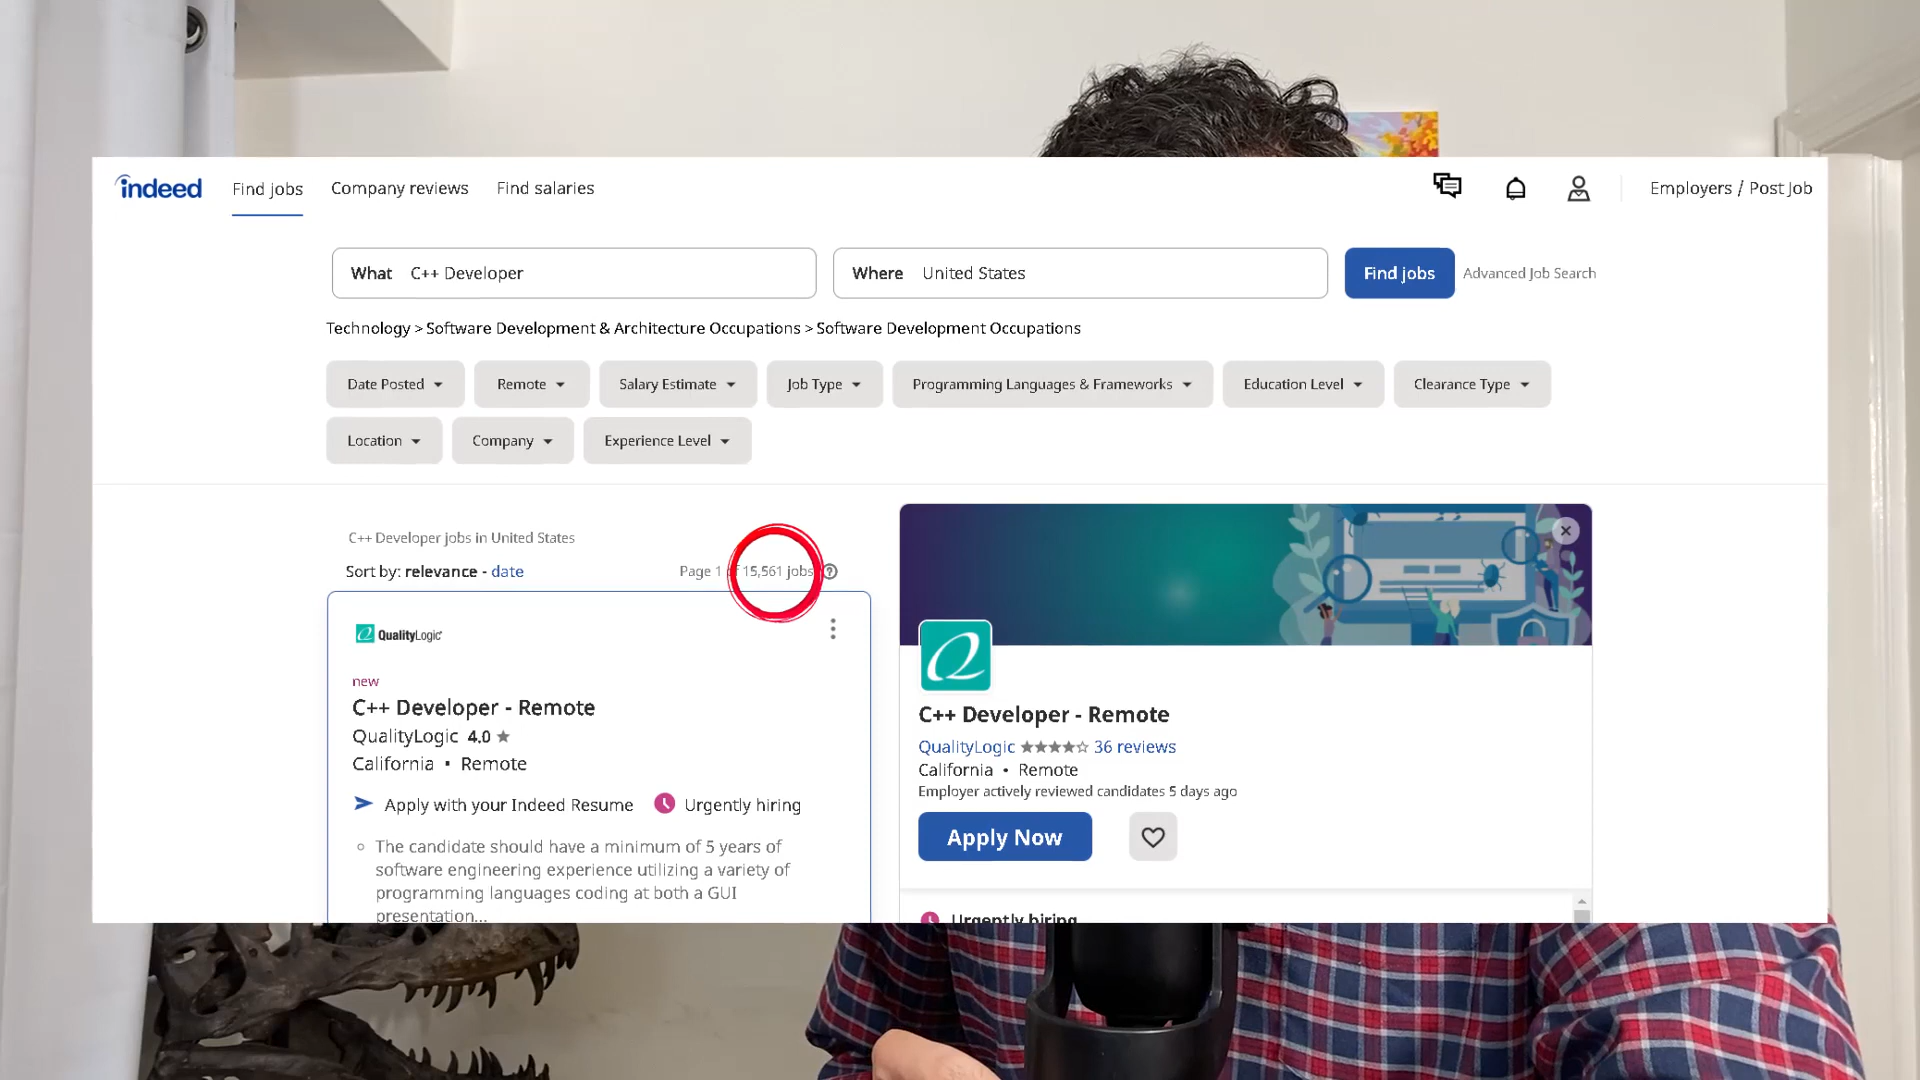 indeed
Find jobs
Company reviews
Find salaries
Employers / Post Job
What C++ Developer
Where United States
Find jobs
Advanced Job Search
Technology > Software Development & Architecture Occupations > Software Development Occupations
Date Posted
Remote
Salary Estimate
Job Type
Programming Languages & Frameworks
Education Level
Clearance Type
Location
Company
Experience Level
C++ Developer jobs in United States
Sort by: relevance - date
Page 1 of 15,561 jobs
QualityLogic
new
C++ Developer - Remote
QualityLogic 4.0
California • Remote
Apply with your Indeed Resume
Urgently hiring
The candidate should have a minimum of 5 years of
software engineering experience utilizing a variety of
programming languages coding at both a GUI
presentation...
C++ Developer - Remote
QualityLogic 36 reviews
California • Remote
Employer actively reviewed candidates 5 days ago
Apply Now
Urgently hiring